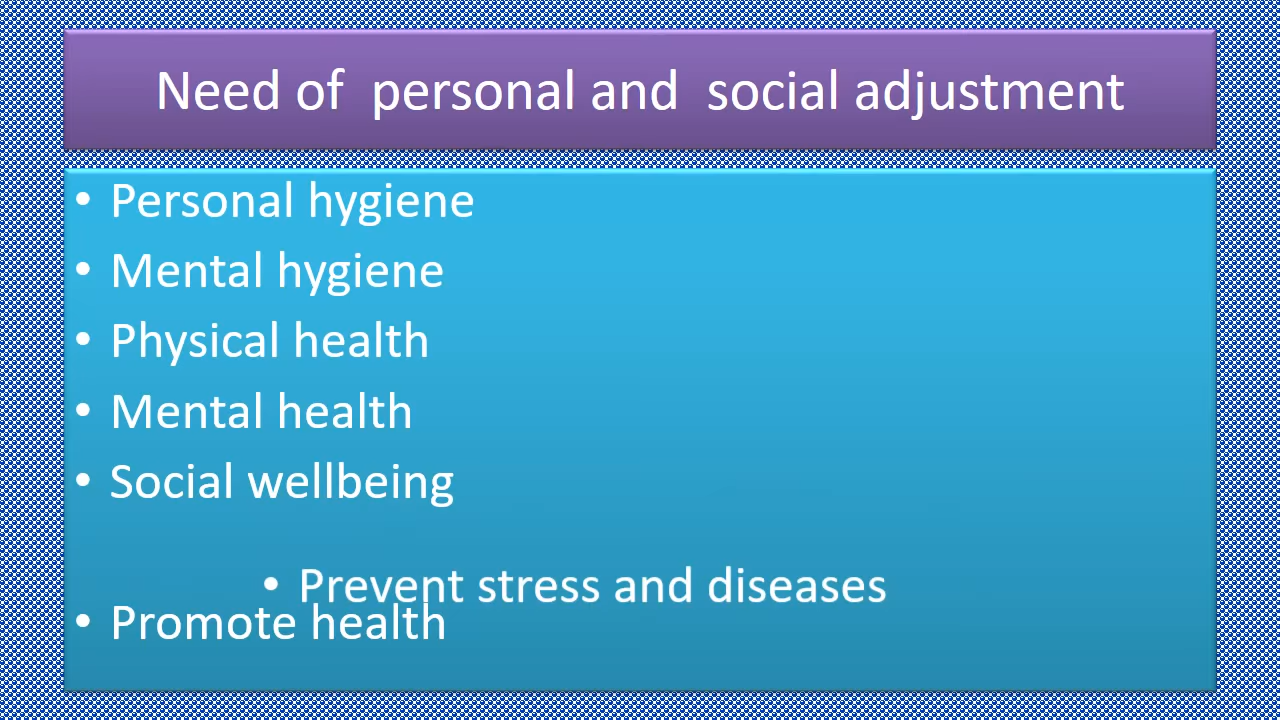 Need of  personal and  social adjustment
• Personal hygiene
• Mental hygiene
• Physical health
• Mental health
• Social wellbeing
• Prevent stress and diseases
• Promote health